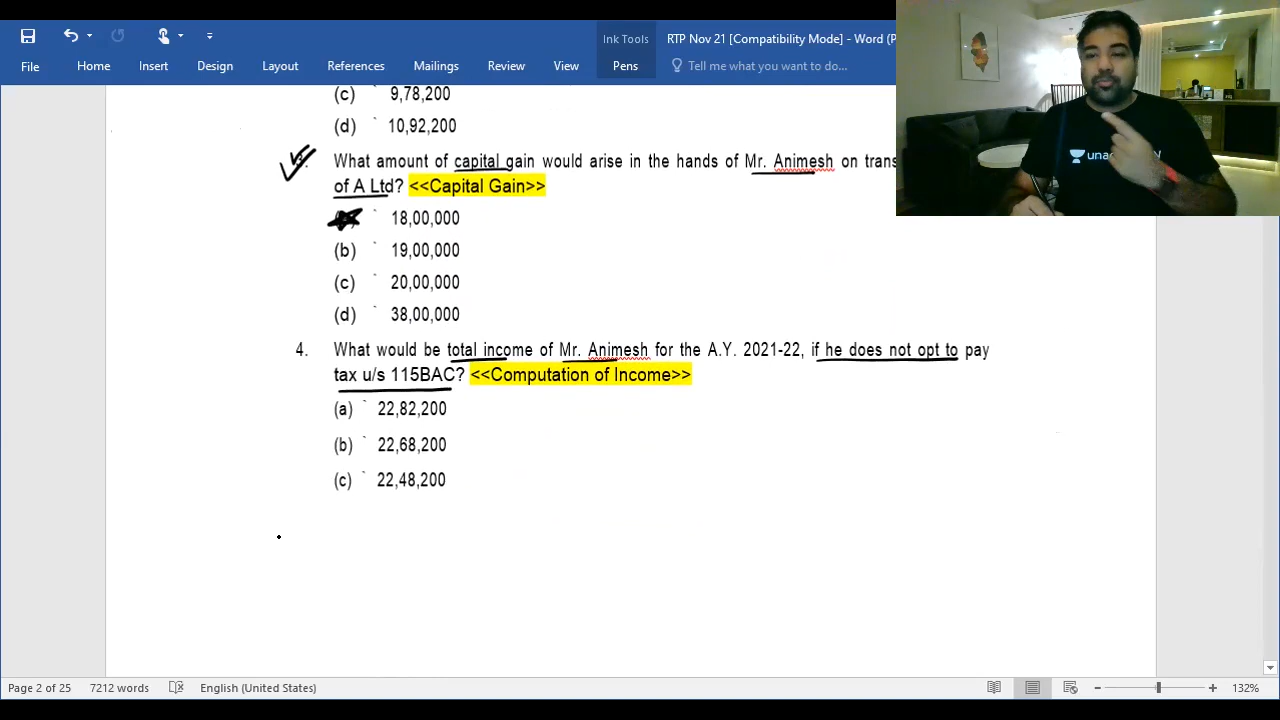 Ink Tools
RTP Nov 21 [Compatibility Mode] - Word (P
File
Home
Insert
Design
Layout
References
Mailings
Review
View
Pens
Tell me what you want to do...
(c) ` 9,78,200
(d) ` 10,92,200
What amount of capital gain would arise in the hands of Mr. Animesh on trans
of A Ltd? <<Capital Gain>>
` 18,00,000
(b) ` 19,00,000
(c) ` 20,00,000
(d) ` 38,00,000
4. What would be total income of Mr. Animesh for the A.Y. 2021-22, if he does not opt to pay
tax u/s 115BAC? <<Computation of Income>>
(a) ` 22,82,200
(b) ` 22,68,200
(c) ` 22,48,200
Page 2 of 25
7212 words
English (United States)
132%